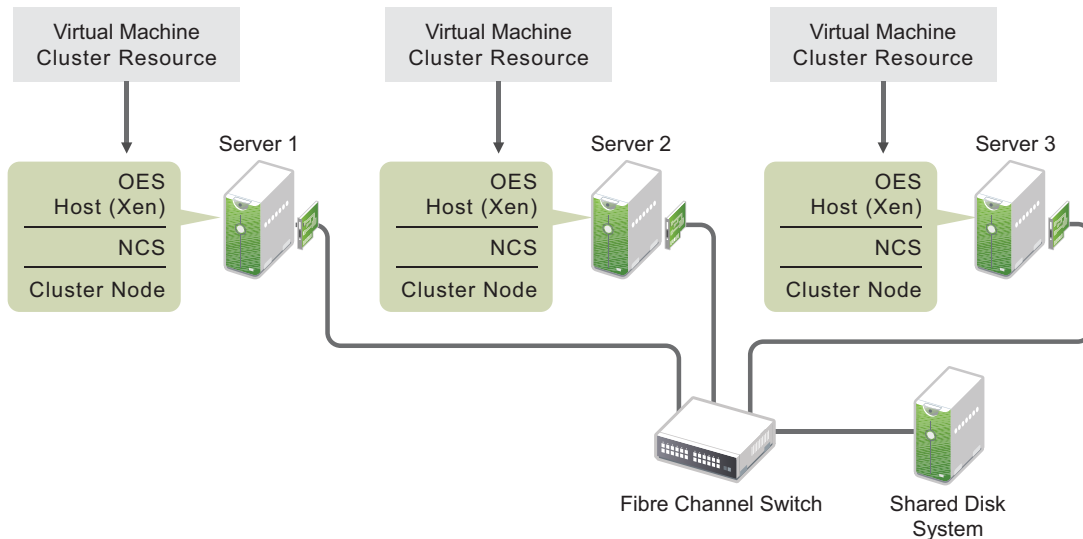 Virtual Machine
Cluster Resource
Virtual Machine
Cluster Resource
Virtual Machine
Cluster Resource
Server 1
Server 2
Server 3
OES
Host (Xen)
NCS
Cluster Node
OES
Host (Xen)
NCS
Cluster Node
OES
Host (Xen)
NCS
Cluster Node
Fibre Channel Switch
Shared Disk
System